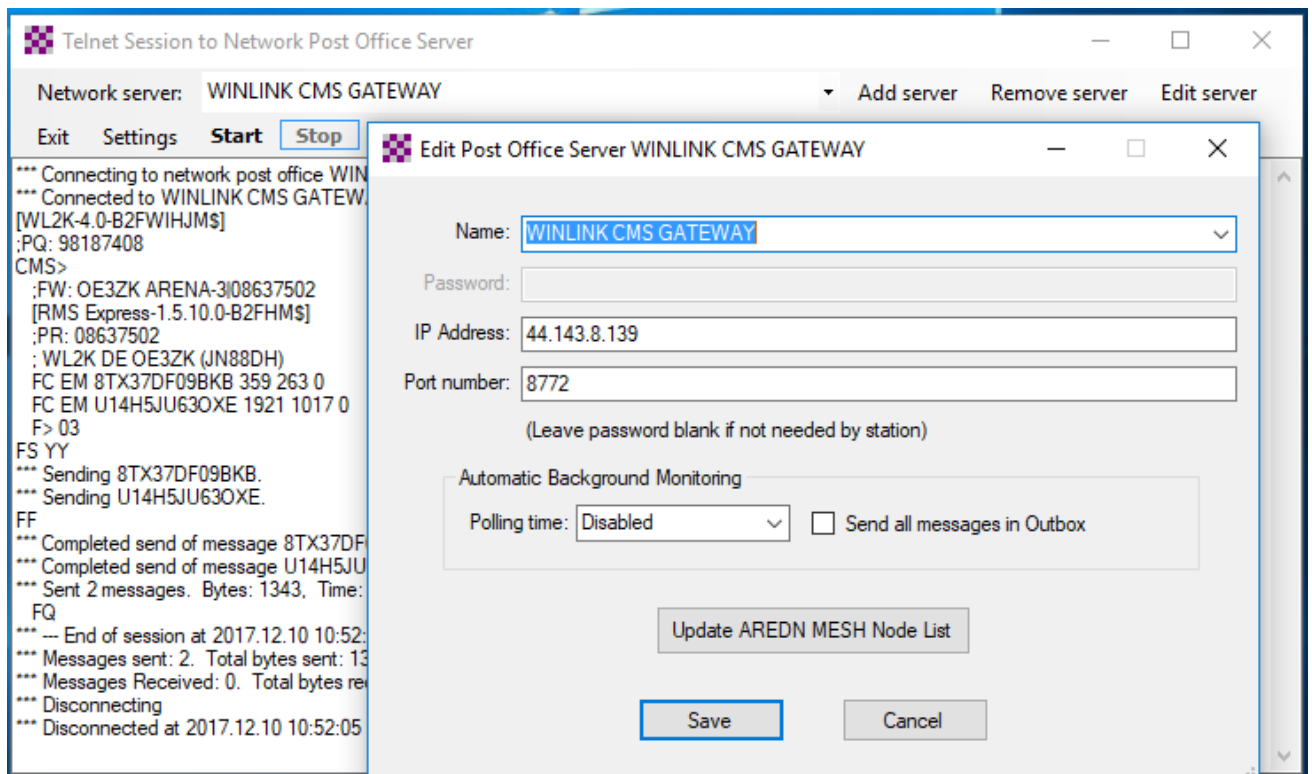 Telnet Session to Network Post Office Server
Network server: WINLINK CMS GATEWAY Add server Remove server Edit server
Exit Settings Start Stop
*** Connecting to network post office WIN
*** Connected to WINLINK CMS GATEWA
[WL2K-4.0-B2FWIHJM$]
;PQ: 98187408
CMS>
;FW: OE3ZK ARENA-3|08637502
[RMS Express-1.5.10.0-B2FHM$]
;PR: 08637502
; WL2K DE OE3ZK (JN88DH)
FC EM 8TX37DF09BKB 359 263 0
FC EM U14H5JU63OXE 1921 1017 0
F> 03
FS YY
*** Sending 8TX37DF09BKB.
*** Sending U14H5JU63OXE.
FF
*** Completed send of message 8TX37DF
*** Completed send of message U14H5JU
*** Sent 2 messages. Bytes: 1343, Time:
FQ
*** --- End of session at 2017.12.10 10:52:
*** Messages sent: 2. Total bytes sent: 13
*** Messages Received: 0. Total bytes re
*** Disconnecting
*** Disconnected at 2017.12.10 10:52:05
Edit Post Office Server WINLINK CMS GATEWAY
Name: WINLINK CMS GATEWAY
Password:
IP Address: 44.143.8.139
Port number: 8772
(Leave password blank if not needed by station)
Automatic Background Monitoring
Polling time: Disabled Send all messages in Outbox
Update AREDN MESH Node List
Save Cancel